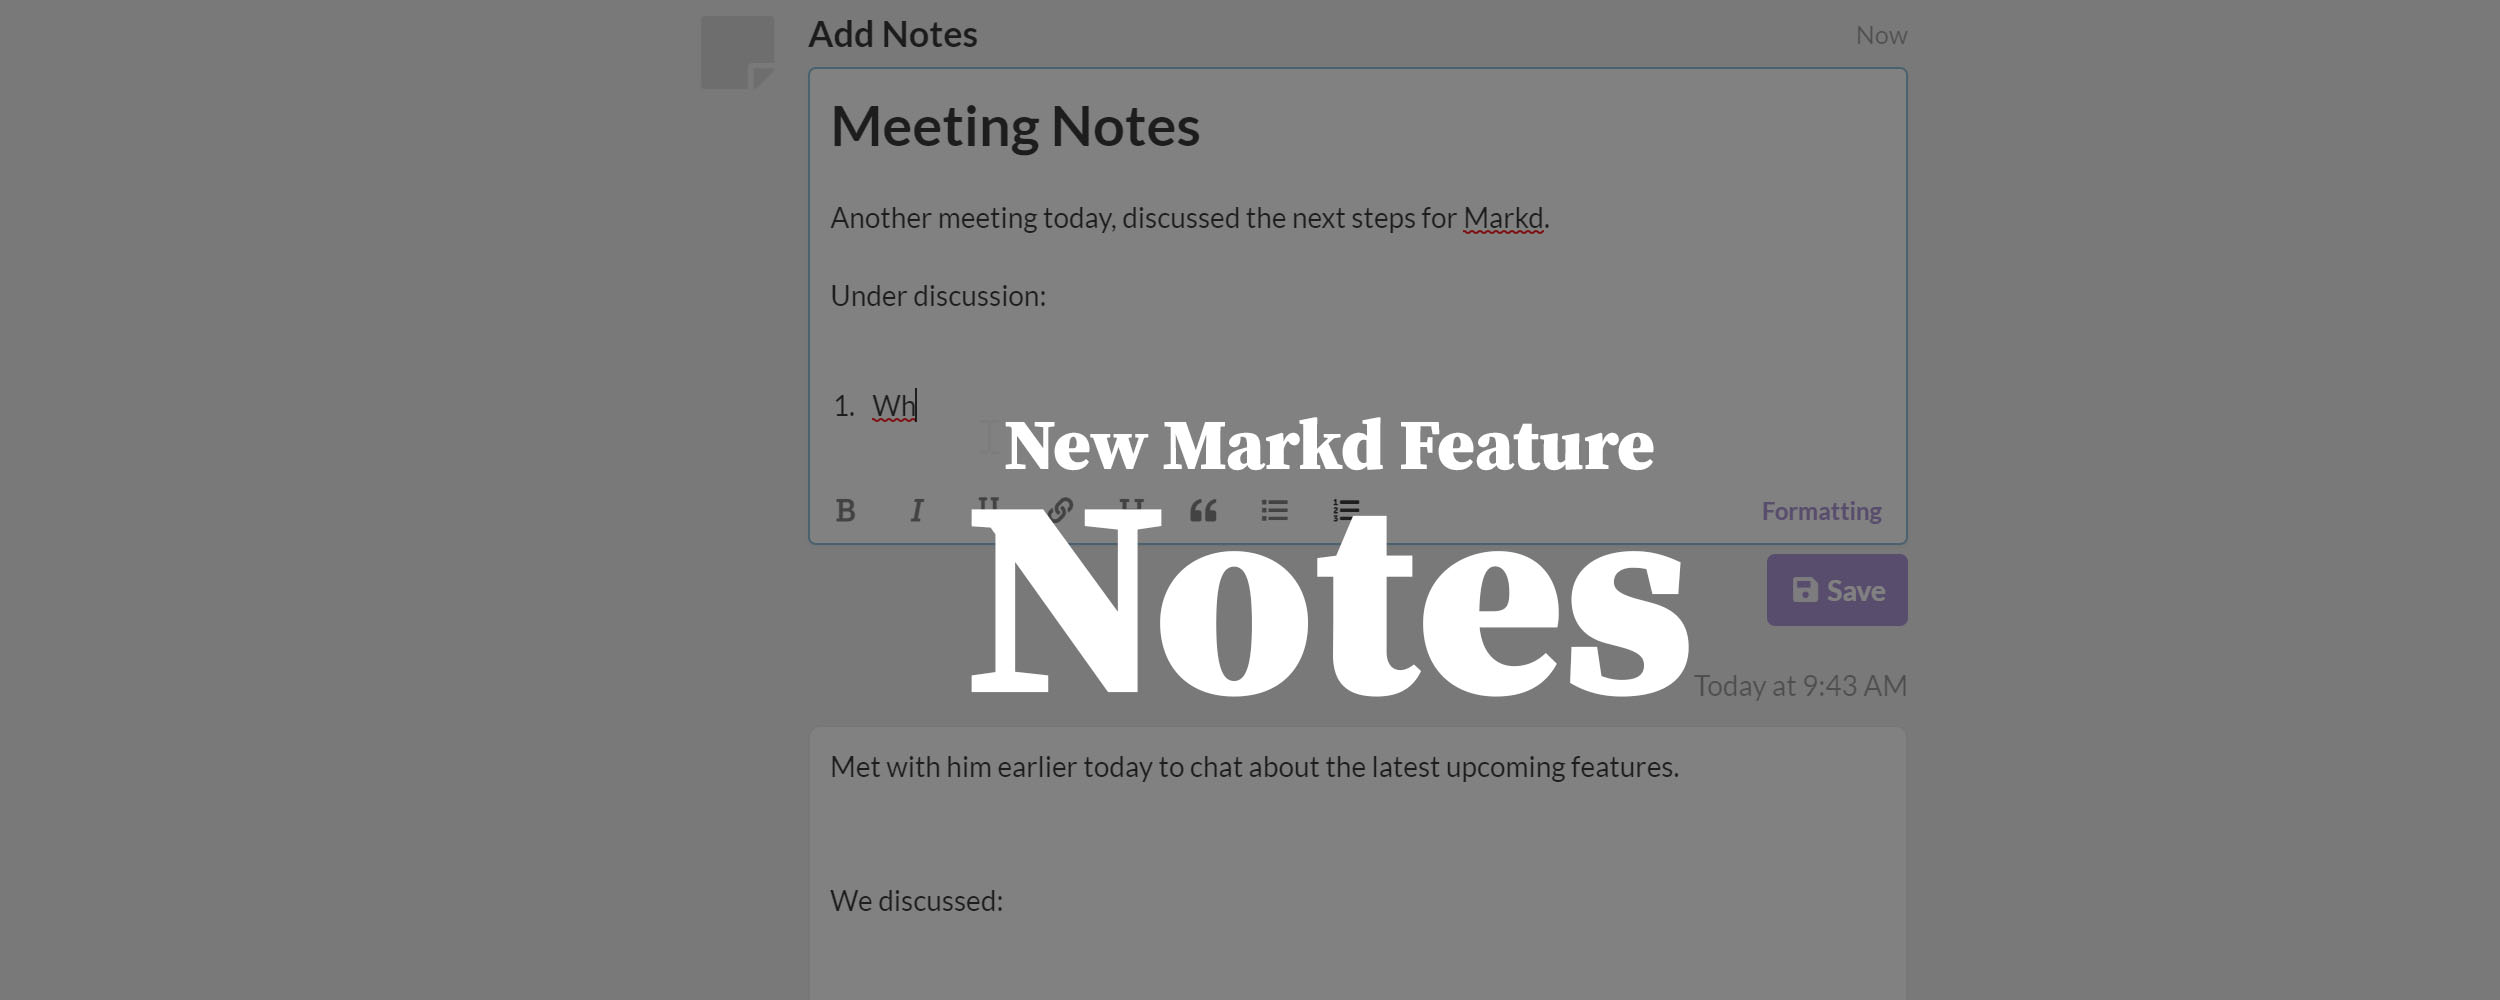 Add Notes
Now
Meeting Notes
Another meeting today, discussed the next steps for Markd.
Under discussion:
1. Wh
New Markd Feature
B I U H Formatting
Notes
Save
Today at 9:43 AM
Met with him earlier today to chat about the latest upcoming features.
We discussed: